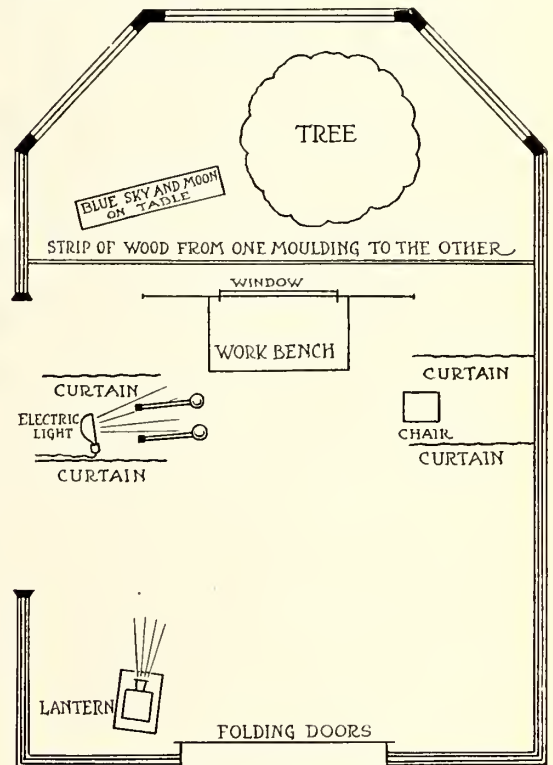 TREE
BLUE SKY AND MOON
ON TABLE
STRIP OF WOOD FROM ONE MOULDING TO THE OTHER
WINDOW
WORK BENCH
CURTAIN
CURTAIN
ELECTRIC
LIGHT
CHAIR
CURTAIN
CURTAIN
LANTERN
FOLDING DOORS